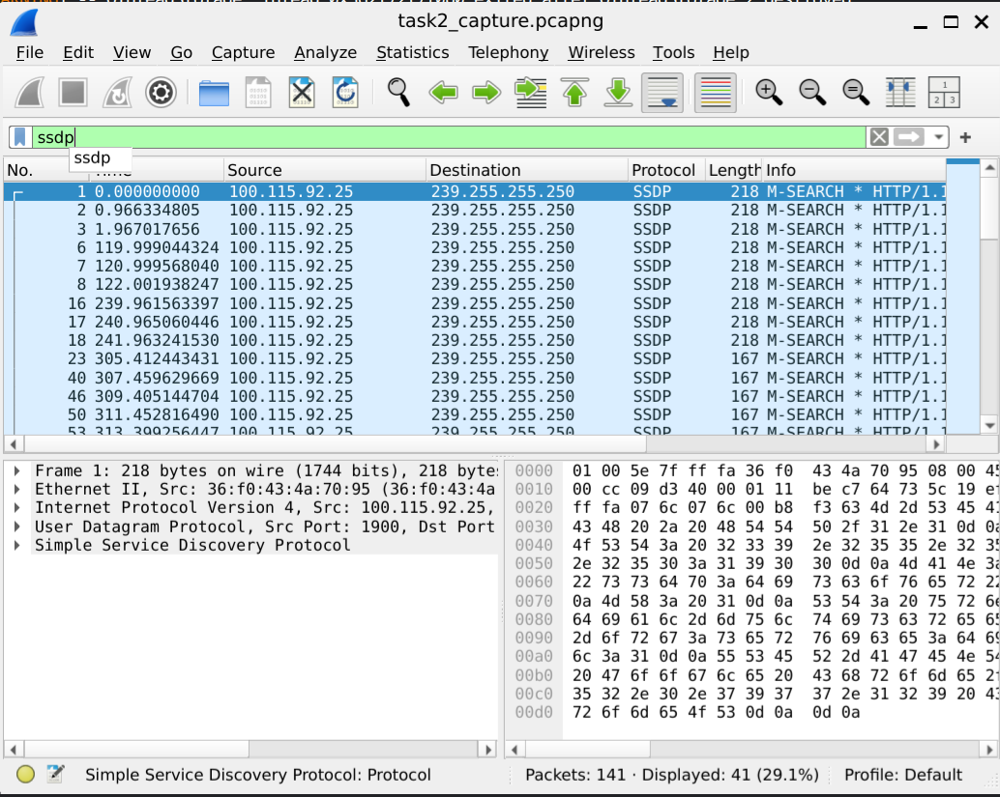 task2_capture.pcapng
File Edit View Go Capture Analyze Statistics Telephony Wireless Tools Help
ssdp
ssdp
No. Time Source Destination Protocol Length Info
1 0.000000000 100.115.92.25 239.255.255.250 SSDP 218 M-SEARCH * HTTP/1.1
2 0.966334805 100.115.92.25 239.255.255.250 SSDP 218 M-SEARCH * HTTP/1.1
3 1.967017656 100.115.92.25 239.255.255.250 SSDP 218 M-SEARCH * HTTP/1.1
6 119.999044324 100.115.92.25 239.255.255.250 SSDP 218 M-SEARCH * HTTP/1.1
7 120.999568040 100.115.92.25 239.255.255.250 SSDP 218 M-SEARCH * HTTP/1.1
8 122.001938247 100.115.92.25 239.255.255.250 SSDP 218 M-SEARCH * HTTP/1.1
16 239.961563397 100.115.92.25 239.255.255.250 SSDP 218 M-SEARCH * HTTP/1.1
17 240.965060446 100.115.92.25 239.255.255.250 SSDP 218 M-SEARCH * HTTP/1.1
18 241.963241530 100.115.92.25 239.255.255.250 SSDP 218 M-SEARCH * HTTP/1.1
23 305.412443431 100.115.92.25 239.255.255.250 SSDP 167 M-SEARCH * HTTP/1.1
40 307.459629669 100.115.92.25 239.255.255.250 SSDP 167 M-SEARCH * HTTP/1.1
46 309.405144704 100.115.92.25 239.255.255.250 SSDP 167 M-SEARCH * HTTP/1.1
50 311.452816490 100.115.92.25 239.255.255.250 SSDP 167 M-SEARCH * HTTP/1.1
53 313.399256447 100.115.92.25 239.255.255.250 SSDP 167 M-SEARCH * HTTP/1.1
Frame 1: 218 bytes on wire (1744 bits), 218 bytes
Ethernet II, Src: 36:f0:43:4a:70:95 (36:f0:43:4a
Internet Protocol Version 4, Src: 100.115.92.25,
User Datagram Protocol, Src Port: 1900, Dst Port
Simple Service Discovery Protocol
0000 01 00 5e 7f ff fa 36 f0 43 4a 70 95 08 00 45
0010 00 cc 09 d3 40 00 01 11 be c7 64 73 5c 19 ef
0020 ff fa 07 6c 07 6c 00 b8 f3 63 4d 2d 53 45 41
0030 43 48 20 2a 20 48 54 54 50 2f 31 2e 31 0d 0a
0040 4f 53 54 3a 20 32 33 39 2e 32 35 35 2e 32 35
0050 2e 32 35 30 3a 31 39 30 30 0d 0a 4d 41 4e 3a
0060 22 73 73 64 70 3a 64 69 73 63 6f 76 65 72 22
0070 0a 4d 58 3a 20 31 0d 0a 53 54 3a 20 75 72 6e
0080 64 69 61 6c 2d 6d 75 6c 74 69 73 63 72 65 65
0090 2d 6f 72 67 3a 73 65 72 76 69 63 65 3a 64 69
00a0 6c 3a 31 0d 0a 55 53 45 52 2d 41 47 45 4e 54
00b0 20 47 6f 6f 67 6c 65 20 43 68 72 6f 6d 65 2f
00c0 35 32 2e 30 2e 37 39 37 37 2e 31 32 39 20 43
00d0 72 6f 6d 65 4f 53 0d 0a 0d 0a
Simple Service Discovery Protocol: Protocol
Packets: 141 · Displayed: 41 (29.1%)
Profile: Default